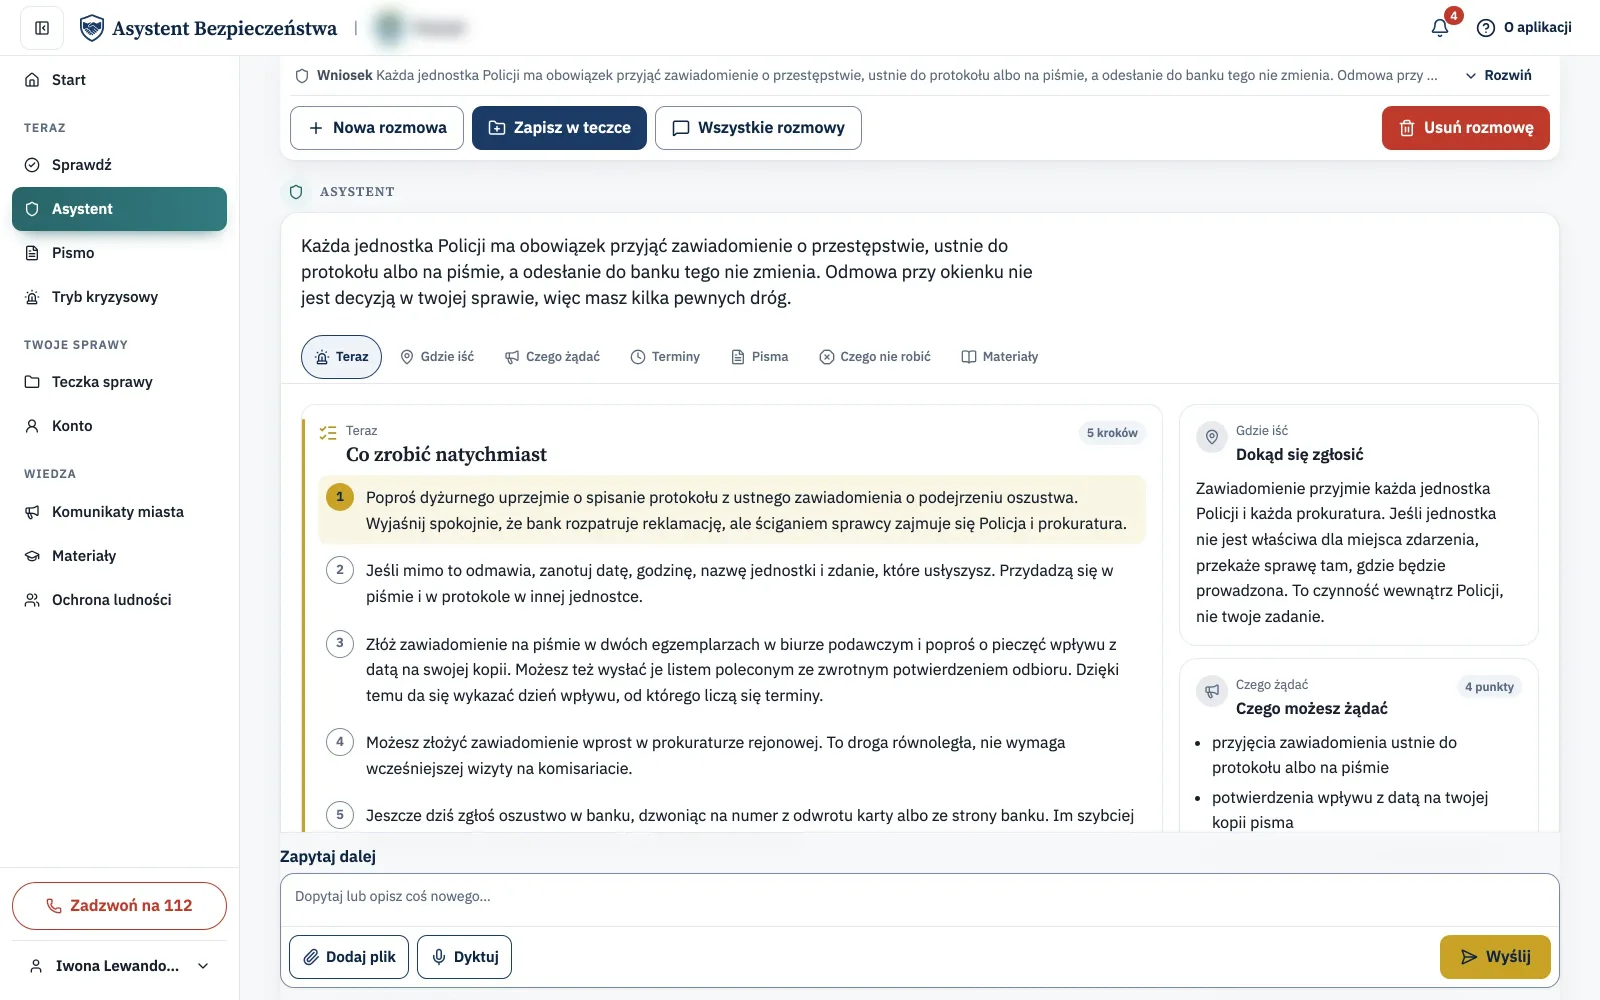 Asystent Bezpieczeństwa |
4
O aplikacji
Start
TERAZ
Sprawdź
Asystent
Pismo
Tryb kryzysowy
TWOJE SPRAWY
Teczka sprawy
Konto
WIEDZA
Komunikaty miasta
Materiały
Ochrona ludności
Zadzwoń na 112
Iwona Lewando...
Wniosek Każda jednostka Policji ma obowiązek przyjąć zawiadomienie o przestępstwie, ustnie do protokołu albo na piśmie, a odesłanie do banku tego nie zmienia. Odmowa przy ...
Rozwiń
Nowa rozmowa
Zapisz w teczce
Wszystkie rozmowy
Usuń rozmowę
ASYSTENT
Każda jednostka Policji ma obowiązek przyjąć zawiadomienie o przestępstwie, ustnie do
protokołu albo na piśmie, a odesłanie do banku tego nie zmienia. Odmowa przy okienku nie
jest decyzją w twojej sprawie, więc masz kilka pewnych dróg.
Teraz
Gdzie iść
Czego żądać
Terminy
Pisma
Czego nie robić
Materiały
Teraz
5 kroków
Co zrobić natychmiast
1
Poproś dyżurnego uprzejmie o spisanie protokołu z ustnego zawiadomienia o podejrzeniu oszustwa.
Wyjaśnij spokojnie, że bank rozpatruje reklamację, ale ściganiem sprawcy zajmuje się Policja i prokuratura.
2
Jeśli mimo to odmawia, zanotuj datę, godzinę, nazwę jednostki i zdanie, które usłyszysz. Przydadzą się w
piśmie i w protokole w innej jednostce.
3
Złóż zawiadomienie na piśmie w dwóch egzemplarzach w biurze podawczym i poproś o pieczęć wpływu z
datą na swojej kopii. Możesz też wysłać je listem poleconym ze zwrotnym potwierdzeniem odbioru. Dzięki
temu da się wykazać dzień wpływu, od którego liczą się terminy.
4
Możesz złożyć zawiadomienie wprost w prokuraturze rejonowej. To droga równoległa, nie wymaga
wcześniejszej wizyty na komisariacie.
5
Jeszcze dziś zgłoś oszustwo w banku, dzwoniąc na numer z odwrotu karty albo ze strony banku. Im szybciej
Gdzie iść
Dokąd się zgłosić
Zawiadomienie przyjmie każda jednostka
Policji i każda prokuratura. Jeśli jednostka
nie jest właściwa dla miejsca zdarzenia,
przekaże sprawę tam, gdzie będzie
prowadzona. To czynność wewnątrz Policji,
nie twoje zadanie.
Czego żądać
4 punkty
Czego możesz żądać
• przyjęcia zawiadomienia ustnie do
protokołu albo na piśmie
• potwierdzenia wpływu z datą na twojej
kopii pisma
Zapytaj dalej
Dopytaj lub opisz coś nowego...
Dodaj plik
Dyktuj
Wyślij